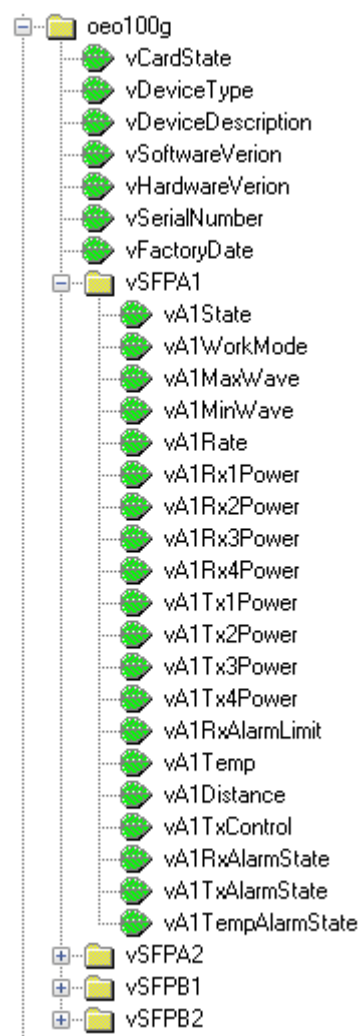 oeo100g
vCardState
vDeviceType
vDeviceDescription
vSoftwareVerion
vHardwareVerion
vSerialNumber
vFactoryDate
vSFPA1
vA1State
vA1WorkMode
vA1MaxWave
vA1MinWave
vA1Rate
vA1Rx1Power
vA1Rx2Power
vA1Rx3Power
vA1Rx4Power
vA1Tx1Power
vA1Tx2Power
vA1Tx3Power
vA1Tx4Power
vA1RxAlarmLimit
vA1Temp
vA1Distance
vA1TxControl
vA1RxAlarmState
vA1TxAlarmState
vA1TempAlarmState
vSFPA2
vSFPB1
vSFPB2